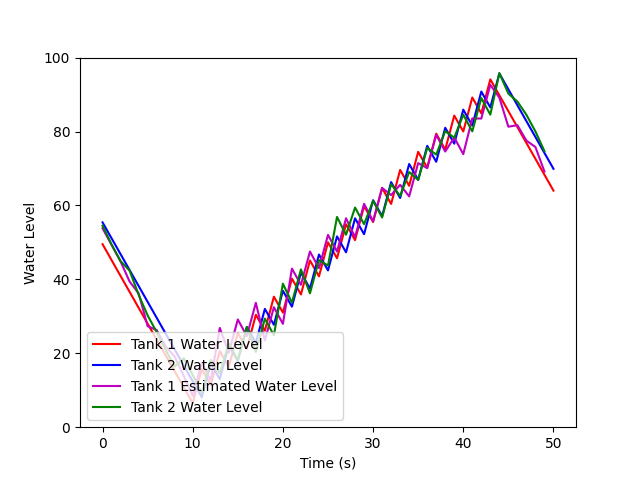 100
80
60
40
20
0
Water Level
Tank 1 Water Level
Tank 2 Water Level
Tank 1 Estimated Water Level
Tank 2 Water Level
0 10 20 30 40 50
Time (s)